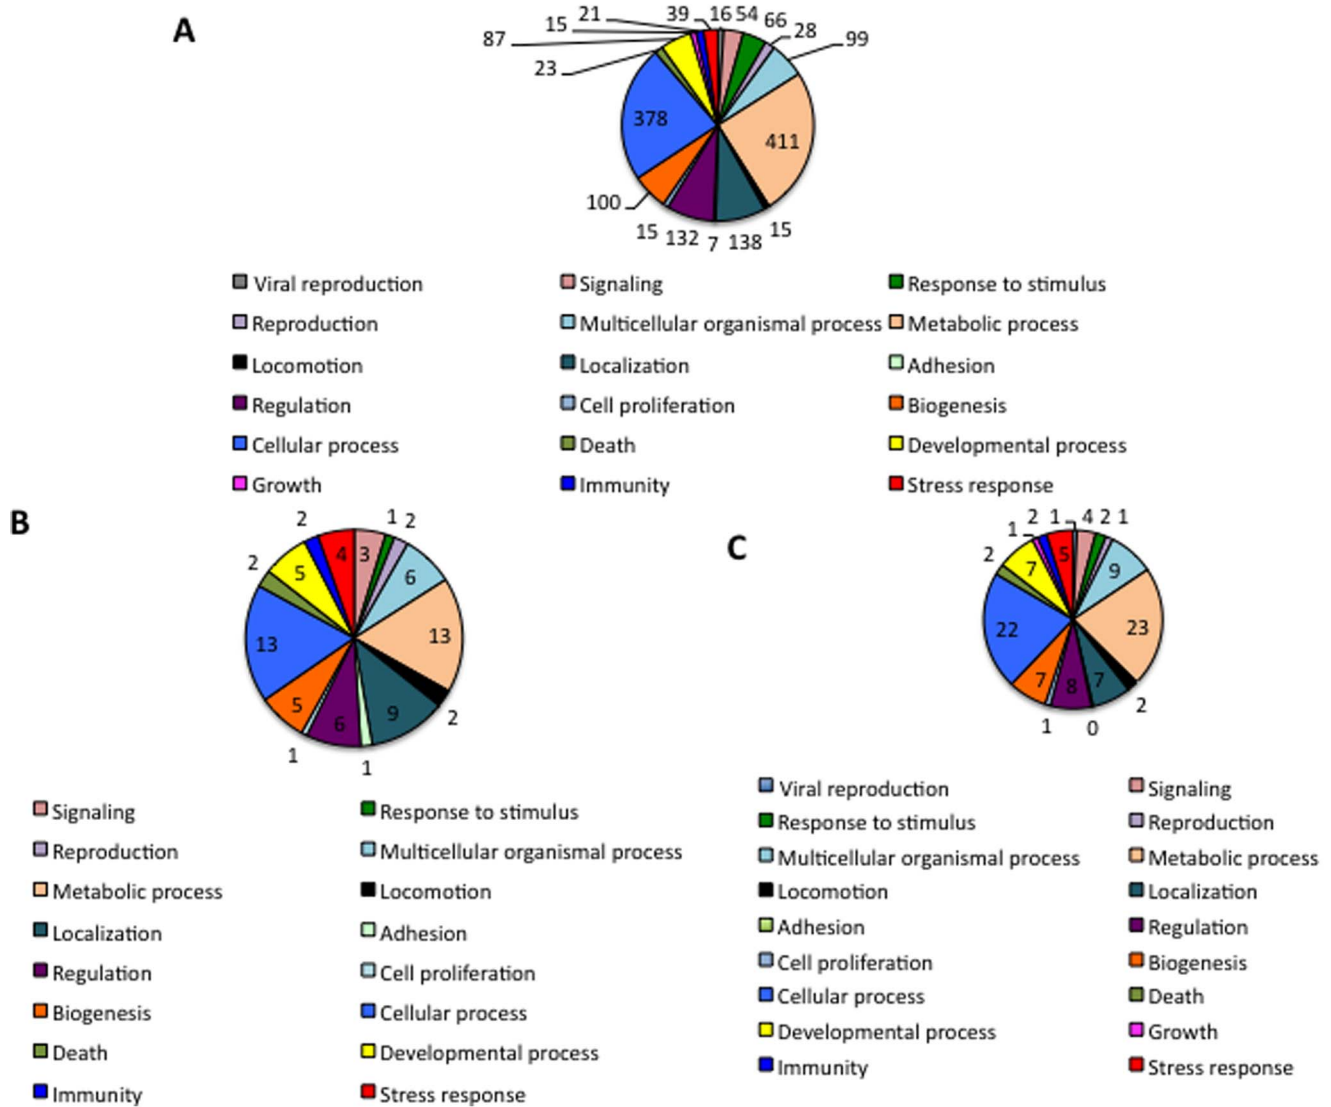 A
21 39 16 54 66
15 28
87 99
23
378
411
100
15 132 7 138 15
Viral reproduction Signaling Response to stimulus
Reproduction Multicellular organismal process Metabolic process
Locomotion Localization Adhesion
Regulation Cell proliferation Biogenesis
Cellular process Death Developmental process
Growth Immunity Stress response
B
2 1 2
4 3
2 5 6
13 13
5 6 9 2
1 1
Signaling Response to stimulus
Reproduction Multicellular organismal process
Metabolic process Locomotion
Localization Adhesion
Regulation Cell proliferation
Biogenesis Cellular process
Death Developmental process
Immunity Stress response
C
1 2 1 4 2 1
2 7 5 9
22 23
7 8 7 2
1 0
Viral reproduction Signaling
Response to stimulus Reproduction
Multicellular organismal process Metabolic process
Locomotion Localization
Adhesion Regulation
Cell proliferation Biogenesis
Cellular process Death
Developmental process Growth
Immunity Stress response